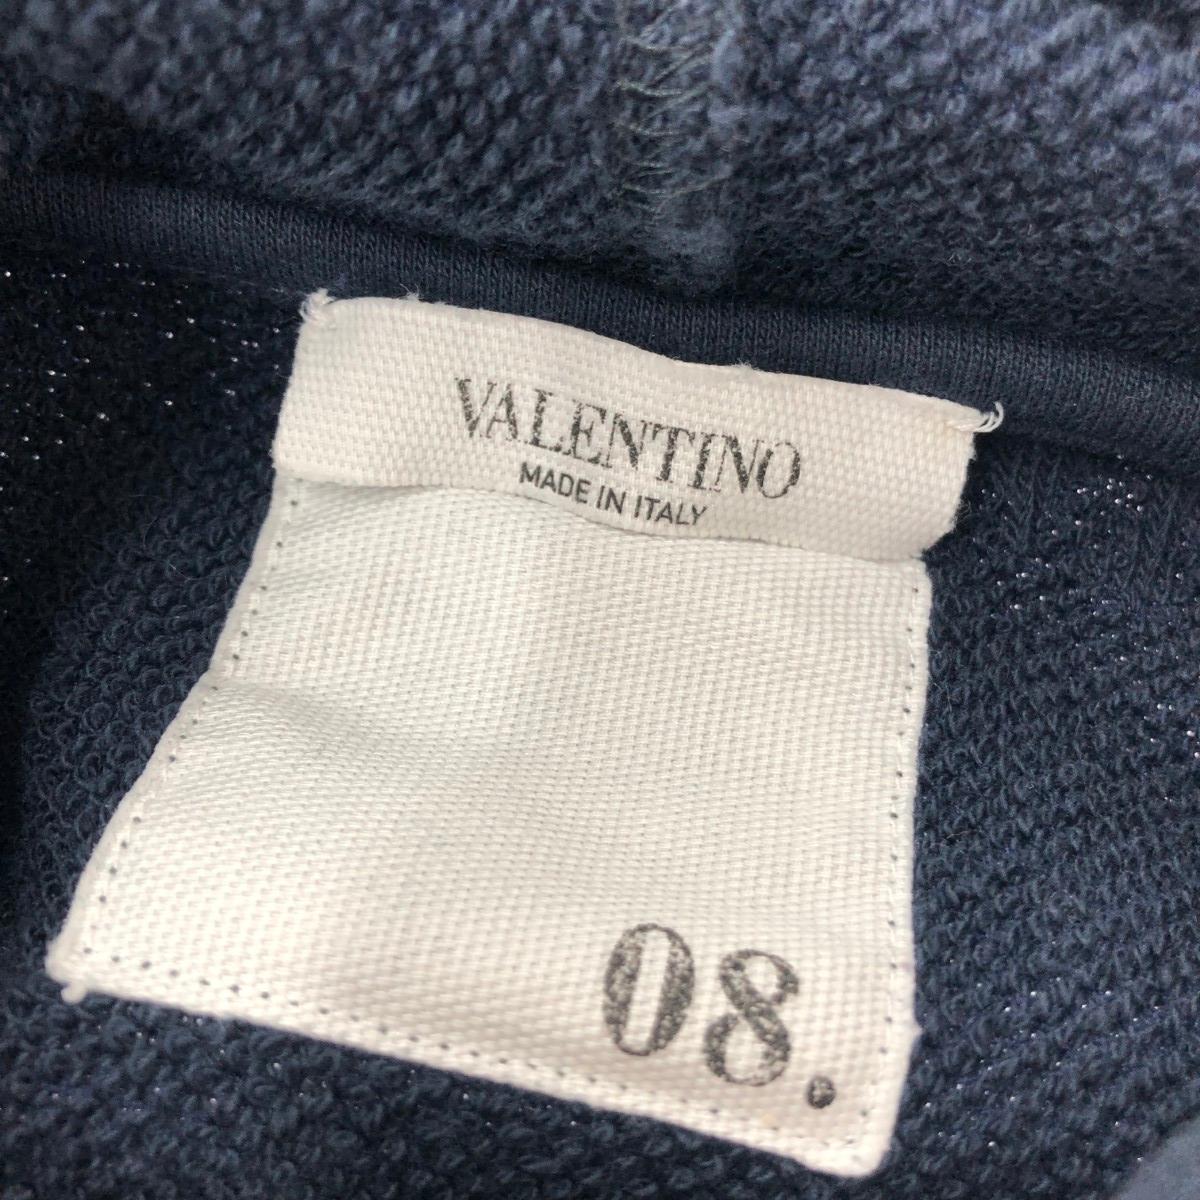 VALENTINO
MADE IN ITALY
08.